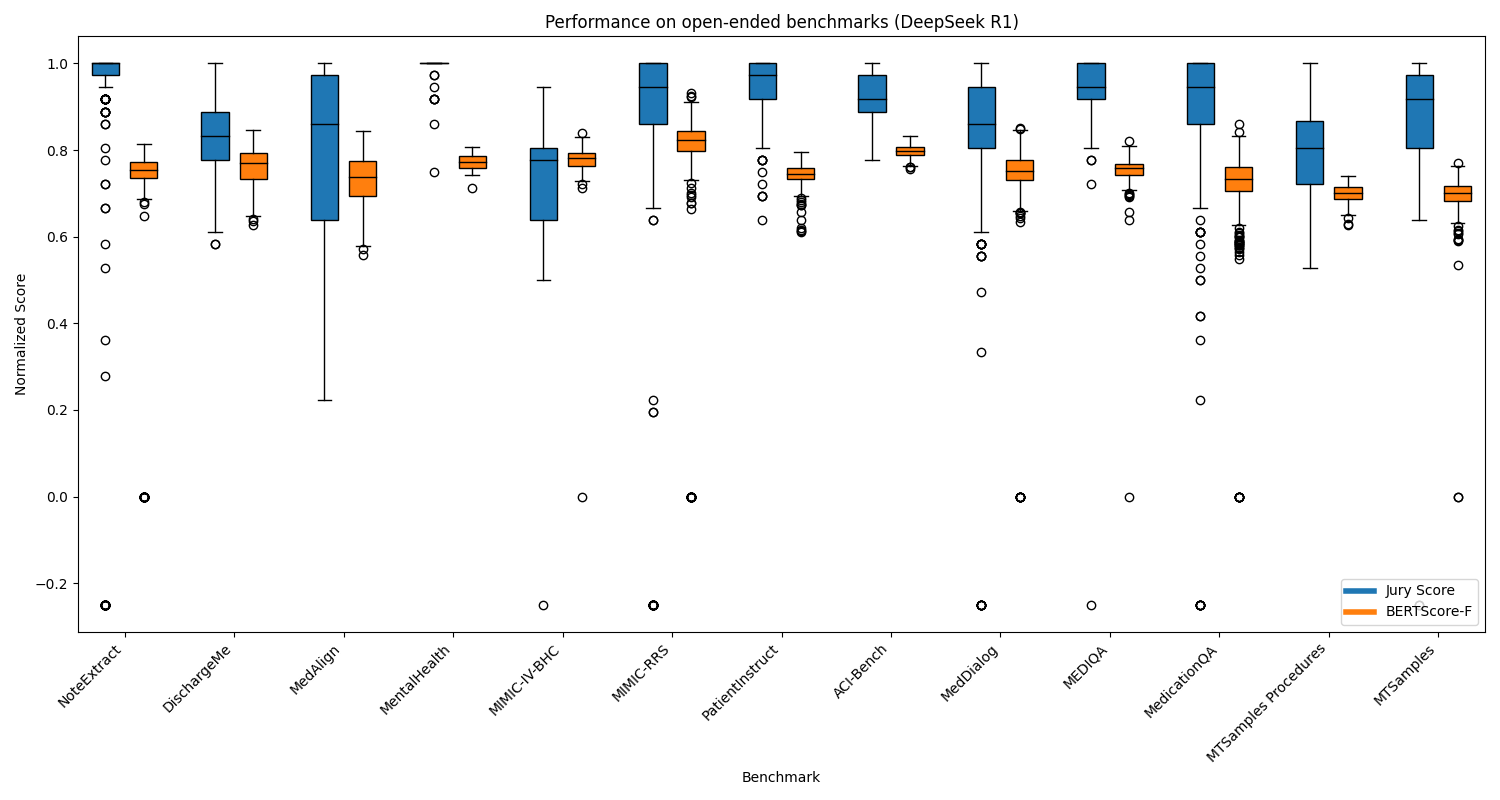 Performance on open-ended benchmarks (DeepSeek R1)
Normalized Score
1.0
0.8
0.6
0.4
0.2
0.0
−0.2
Jury Score
BERTScore-F
NoteExtract
DischargeMe
MedAlign
MentalHealth
MIMIC-IV-BHC
MIMIC-RRS
PatientInstruct
ACI-Bench
MedDialog
MEDIQA
MedicationQA
MTSamples Procedures
MTSamples
Benchmark